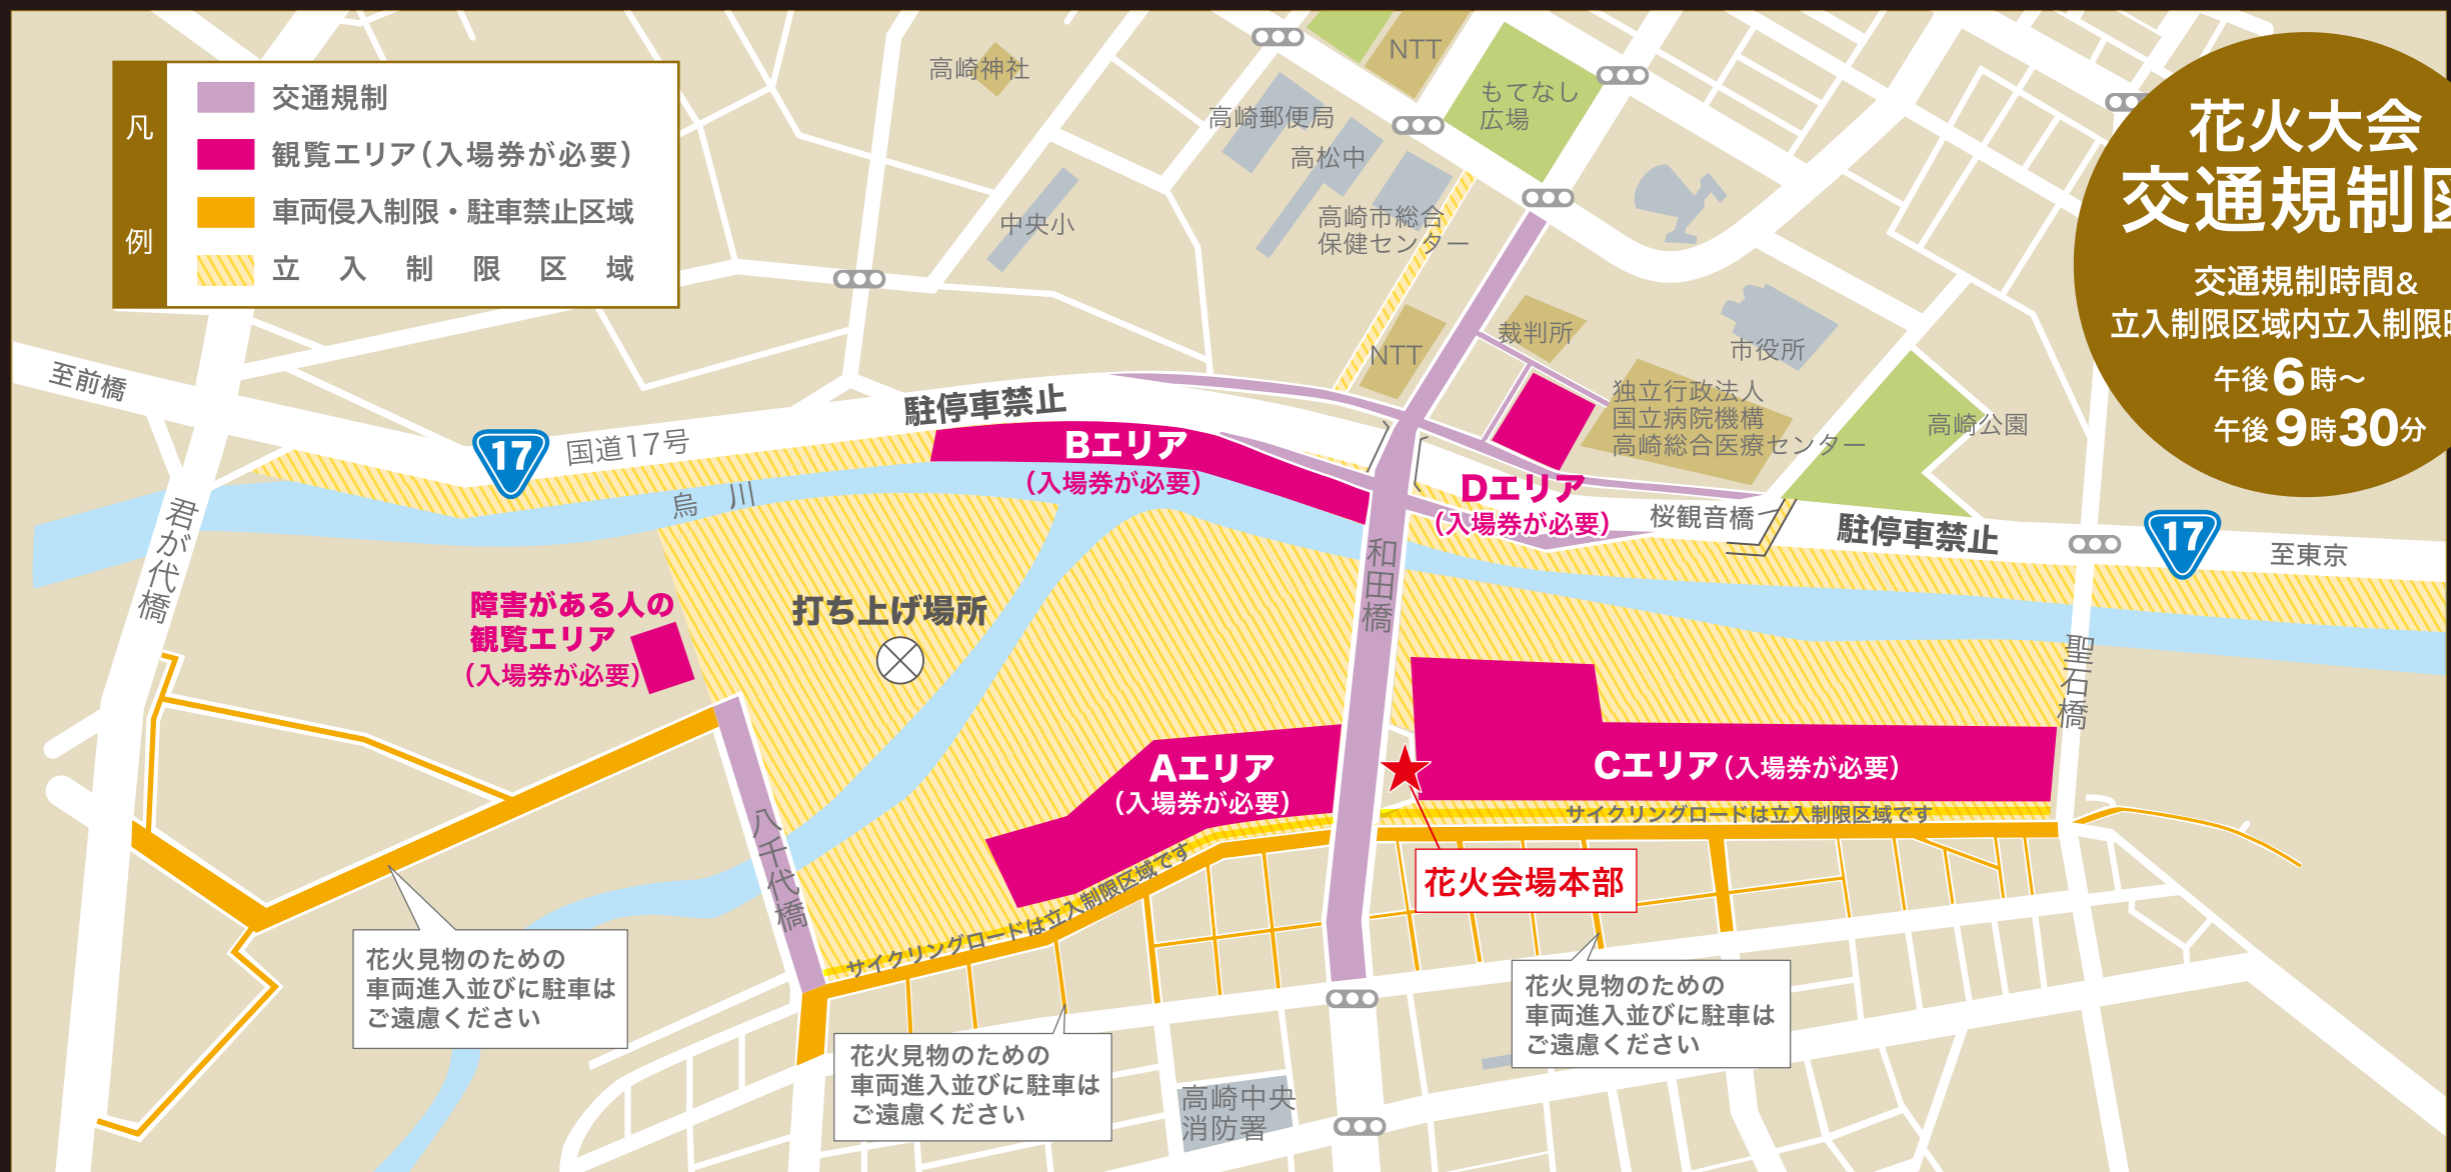 凡例
交通規制
観覧エリア（入場券が必要）
車両侵入制限・駐車禁止区域
立入制限区域
花火大会
交通規制区
交通規制時間&
立入制限区域内立入制限時
午後6時～
午後9時30分
高崎神社
NTT
もてなし
広場
高崎郵便局
高松中
高崎市総合
保健センター
中央小
NTT
裁判所
市役所
独立行政法人
国立病院機構
高崎総合医療センター
高崎公園
至前橋
17
国道17号
駐停車禁止
Bエリア
（入場券が必要）
Dエリア
（入場券が必要）
桜観音橋
駐停車禁止
17
至東京
烏川
君が代橋
和田橋
聖石橋
障害がある人の
観覧エリア
（入場券が必要）
打ち上げ場所
Aエリア
（入場券が必要）
Cエリア（入場券が必要）
サイクリングロードは立入制限区域です
サイクリングロードは立入制限区域です
八千代橋
花火会場本部
花火見物のための
車両進入並びに駐車は
ご遠慮ください
花火見物のための
車両進入並びに駐車は
ご遠慮ください
花火見物のための
車両進入並びに駐車は
ご遠慮ください
高崎中央
消防署